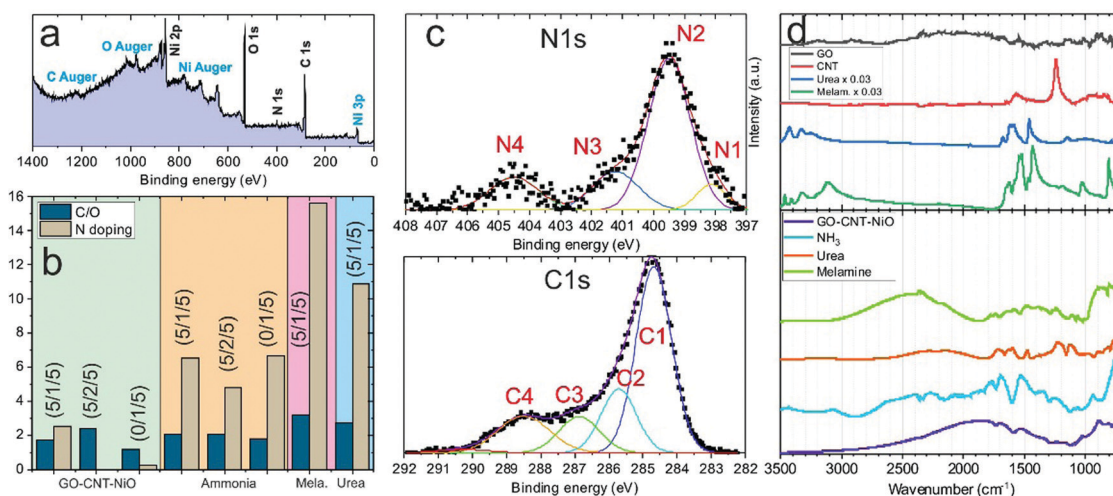 a
C Auger
O Auger
Ni 2p
Ni Auger
O 1s
N 1s
C 1s
Ni 3p
1400 1200 1000 800 600 400 200 0
Binding energy (eV)
b
C/O
N doping
16
14
12
10
8
6
4
2
0
(5/1/5)
(5/2/5)
(0/1/5)
(5/1/5)
(5/2/5)
(0/1/5)
(5/1/5)
(5/1/5)
GO-CNT-NiO Ammonia Mela. Urea
c
N1s
N4
N3
N2
N1
Intensity (a.u.)
408 407 406 405 404 403 402 401 400 399 398 397
Binding energy (eV)
C1s
C4
C3
C2
C1
292 291 290 289 288 287 286 285 284 283 282
Binding energy (eV)
d
GO
CNT
Urea x 0.03
Melam. x 0.03
GO-CNT-NiO
NH₃
Urea
Melamine
3500 3000 2500 2000 1500 1000
Wavenumber (cm⁻¹)